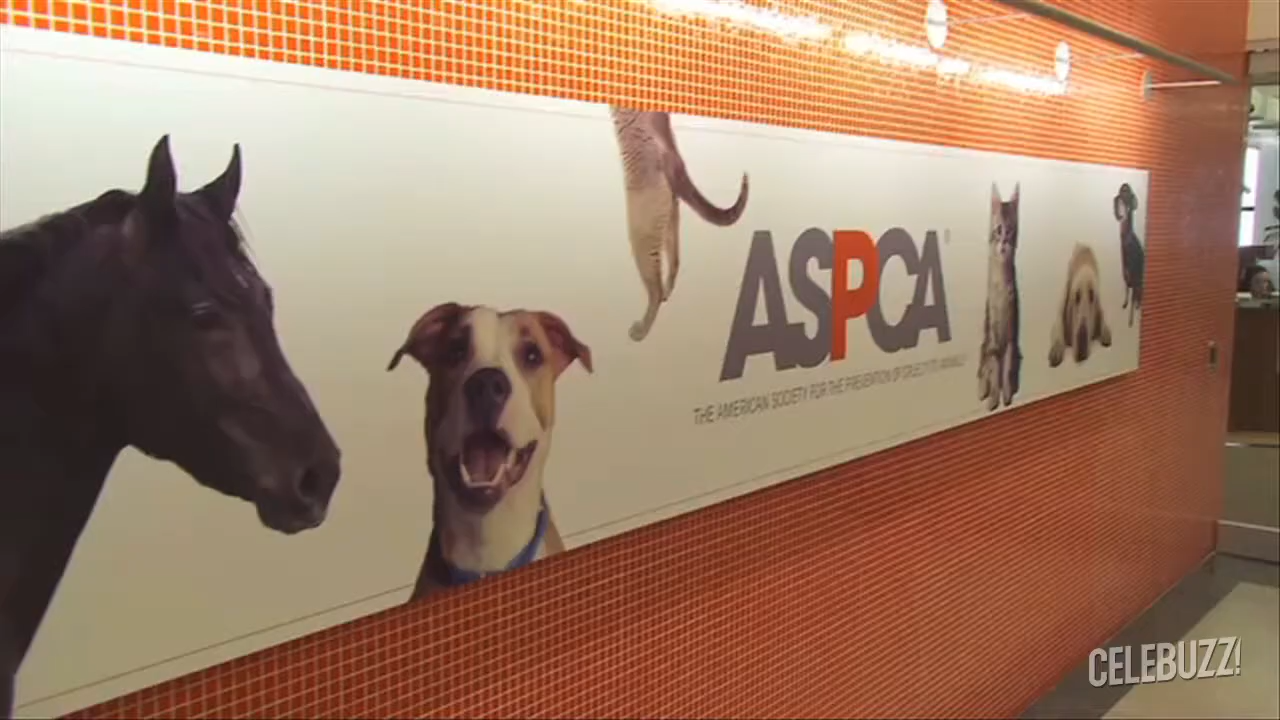 ASPCA®
THE AMERICAN SOCIETY FOR THE PREVENTION OF CRUELTY TO ANIMALS
CELEBUZZ!